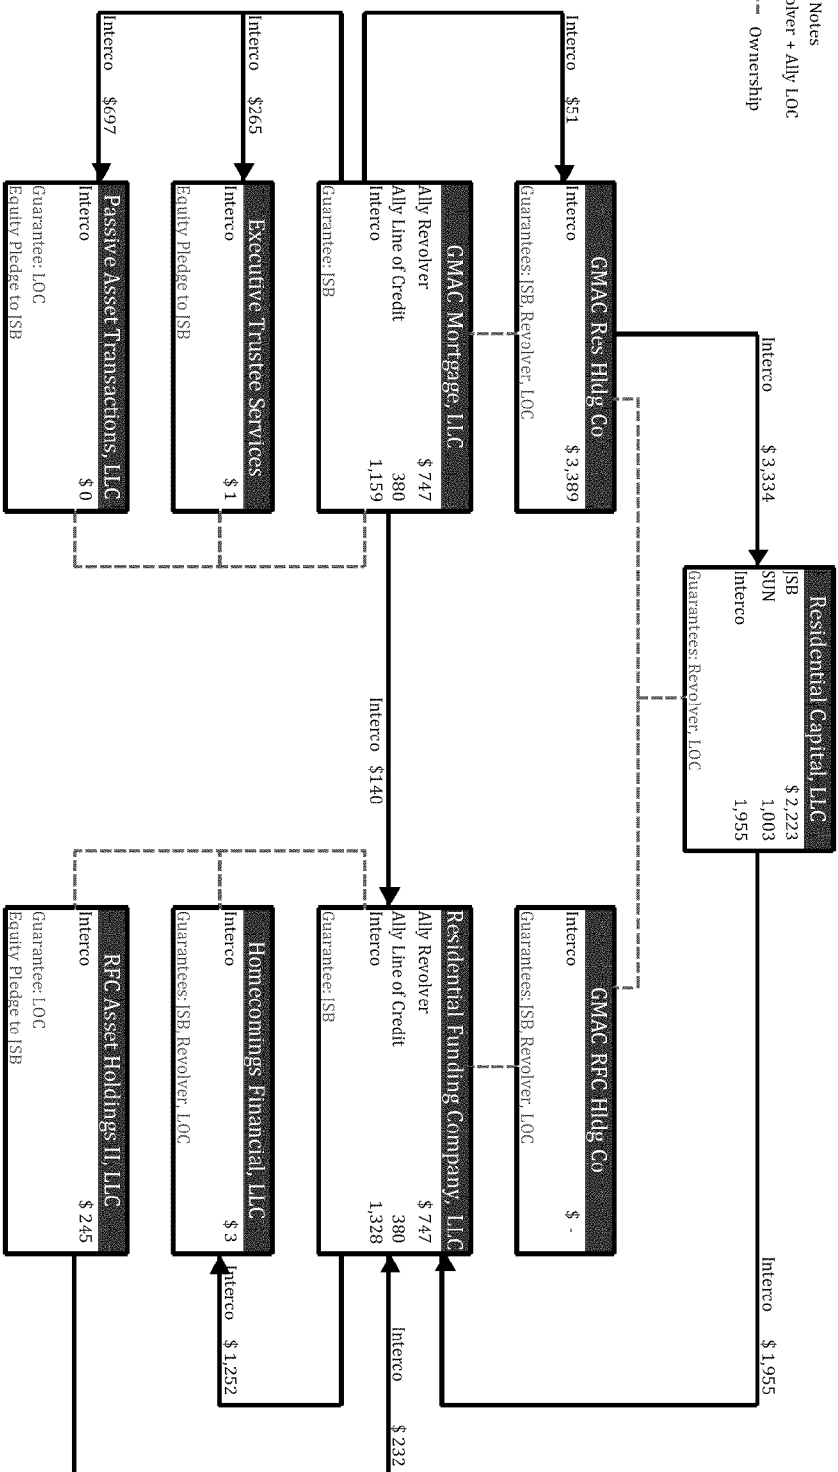 Notes
olver + Ally LOC
Ownership
Residential Capital, LLC
JSB $ 2,223
SUN 1,003
Interco 1,955
Guarantees: Revolver, LOC
Interco $ 3,334
Interco $ 1,955
GMAC Res Hldg Co
Interco $ 3,389
Guarantees: JSB, Revolver, LOC
GMAC RFC Hldg Co
Interco $ -
Guarantees: JSB, Revolver, LOC
Interco $51
GMAC Mortgage, LLC
Ally Revolver $ 747
Ally Line of Credit 380
Interco 1,159
Guarantee: JSB
Interco $140
Residential Funding Company, LLC
Ally Revolver $ 747
Ally Line of Credit 380
Interco 1,328
Guarantee: JSB
Interco $ 232
Interco $265
Executive Trustee Services
Interco $ 1
Equity Pledge to JSB
Homecomings Financial, LLC
Interco $ 3
Guarantees: JSB, Revolver, LOC
Interco $ 1,252
Interco $697
Passive Asset Transactions, LLC
Interco $ 0
Guarantee: LOC
Equity Pledge to JSB
RFC Asset Holdings II, LLC
Interco $ 245
Guarantee: LOC
Equity Pledge to JSB